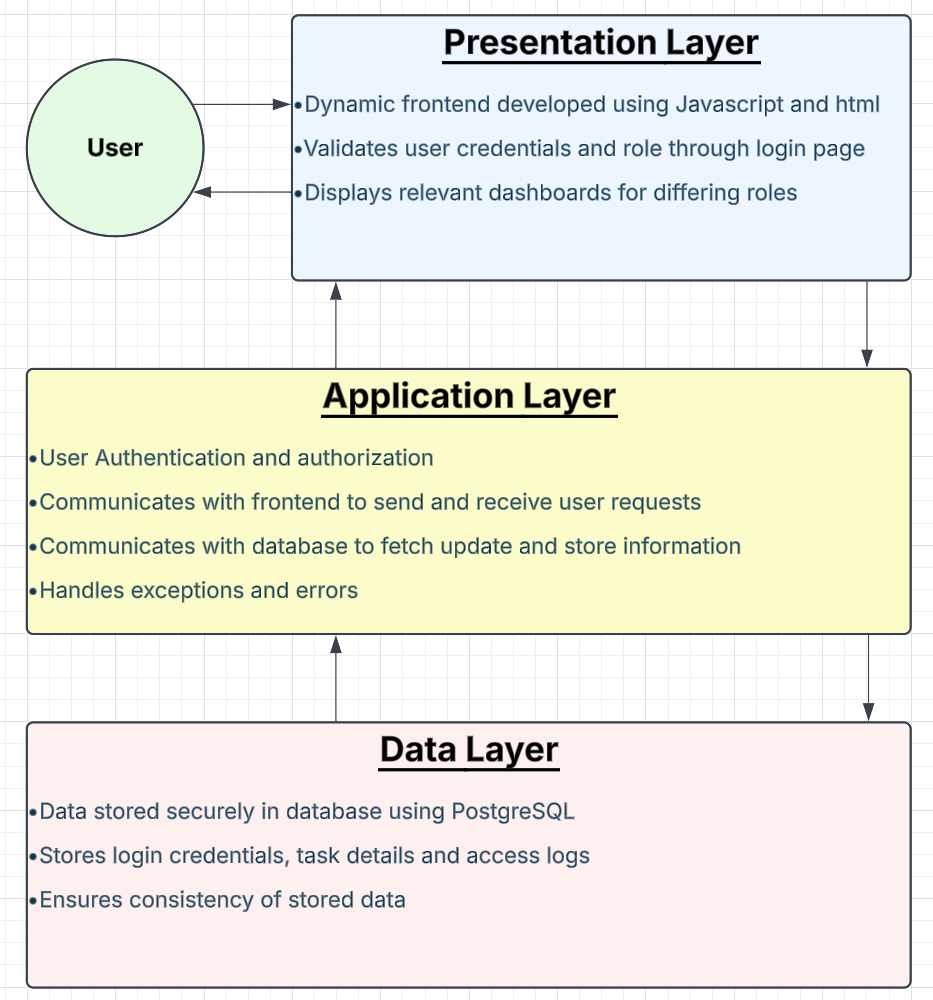 Presentation Layer
•Dynamic frontend developed using Javascript and html
User
•Validates user credentials and role through login page
•Displays relevant dashboards for differing roles
Application Layer
•User Authentication and authorization
•Communicates with frontend to send and receive user requests
•Communicates with database to fetch update and store information
•Handles exceptions and errors
Data Layer
•Data stored securely in database using PostgreSQL
•Stores login credentials, task details and access logs
•Ensures consistency of stored data